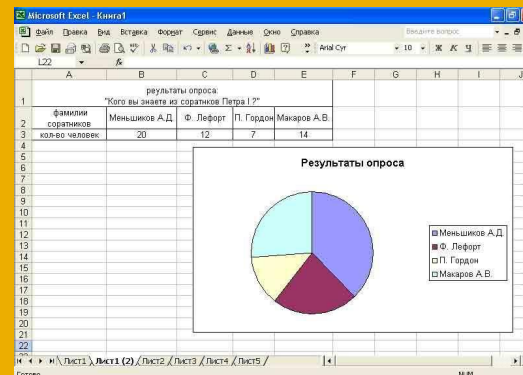 Microsoft Excel - Книга1
Файл Правка Вид Вставка Формат Сервис Данные Окно Справка Введите вопрос
Arial Cyr 10 Ж К Ч
L22 fx
A B C D E F G H I J
1 реультаты опроса:
"Кого вы знаете из соратнков Петра I ?"
2 фамилии соратников Меньшиков А.Д. Ф. Лефорт П. Гордон Макаров А.В.
3 кол-во человек 20 12 7 14
4
5
6
7
8
9
10
11
12
13
14
15
16
17
18
19
20
21
22
Результаты опроса
Меньшиков А.Д.
Ф. Лефорт
П. Гордон
Макаров А.В.
Лист1 Лист1 (2) Лист2 Лист3 Лист4 Лист5
Готово NUM